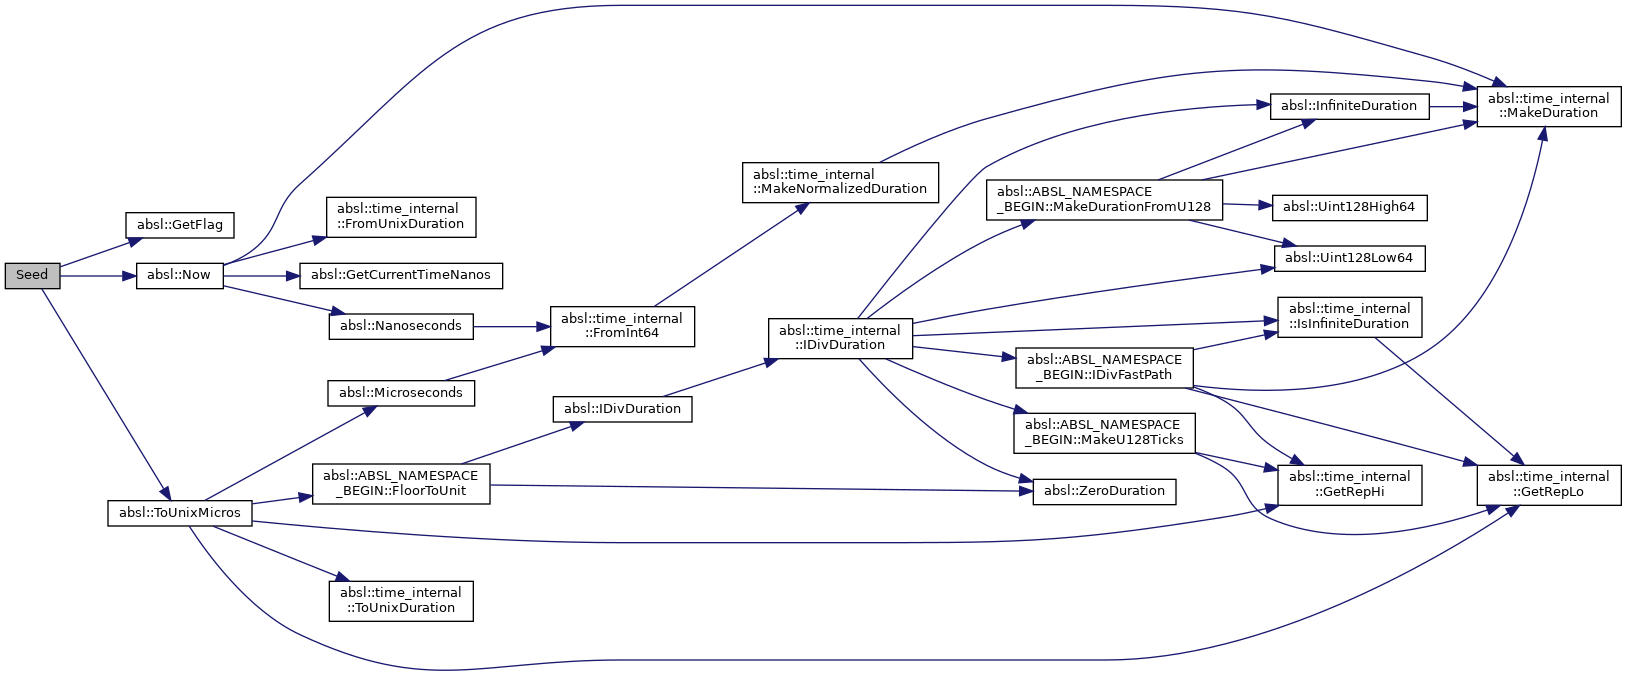 Seed
absl::GetFlag
absl::Now
absl::ToUnixMicros
absl::time_internal
::FromUnixDuration
absl::GetCurrentTimeNanos
absl::Nanoseconds
absl::Microseconds
absl::ABSL_NAMESPACE
_BEGIN::FloorToUnit
absl::time_internal
::ToUnixDuration
absl::time_internal
::FromInt64
absl::IDivDuration
absl::time_internal
::MakeNormalizedDuration
absl::time_internal
::IDivDuration
absl::ABSL_NAMESPACE
_BEGIN::MakeDurationFromU128
absl::ABSL_NAMESPACE
_BEGIN::IDivFastPath
absl::ABSL_NAMESPACE
_BEGIN::MakeU128Ticks
absl::ZeroDuration
absl::InfiniteDuration
absl::Uint128High64
absl::Uint128Low64
absl::time_internal
::IsInfiniteDuration
absl::time_internal
::GetRepHi
absl::time_internal
::MakeDuration
absl::time_internal
::GetRepLo